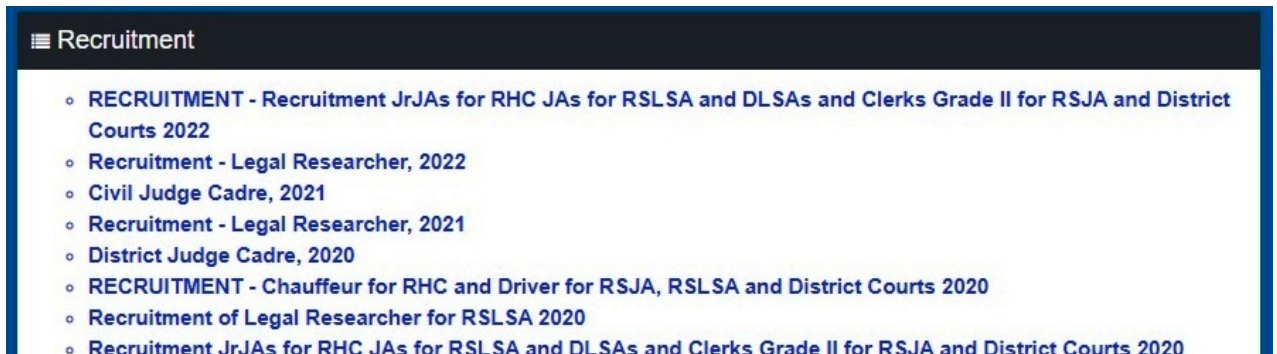 Recruitment
RECRUITMENT - Recruitment JrJAs for RHC JAs for RSLSA and DLSAs and Clerks Grade II for RSJA and District
Courts 2022
Recruitment - Legal Researcher, 2022
Civil Judge Cadre, 2021
Recruitment - Legal Researcher, 2021
District Judge Cadre, 2020
RECRUITMENT - Chauffeur for RHC and Driver for RSJA, RSLSA and District Courts 2020
Recruitment of Legal Researcher for RSLSA 2020
Recruitment JrJAs for RHC JAs for RSLSA and DLSAs and Clerks Grade II for RSJA and District Courts 2020